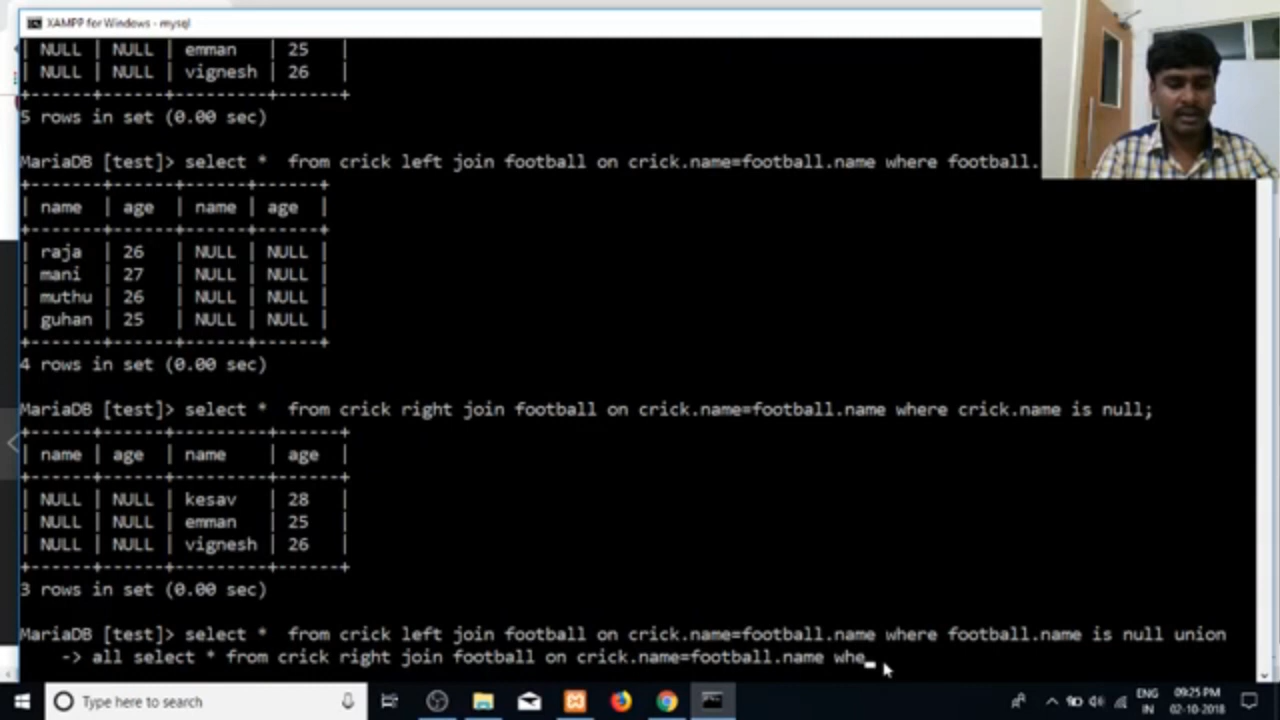 XAMPP for Windows - mysql
| NULL | NULL | emman | 25 |
| NULL | NULL | vignesh | 26 |
+------+------+---------+------+
5 rows in set (0.00 sec)
MariaDB [test]> select *  from crick left join football on crick.name=football.name where football.
+-------+------+------+------+
| name | age | name | age |
+-------+------+------+------+
| raja | 26 | NULL | NULL |
| mani | 27 | NULL | NULL |
| muthu | 26 | NULL | NULL |
| guhan | 25 | NULL | NULL |
+-------+------+------+------+
4 rows in set (0.00 sec)
MariaDB [test]> select *  from crick right join football on crick.name=football.name where crick.name is null;
+------+------+---------+------+
| name | age | name | age |
+------+------+---------+------+
| NULL | NULL | kesav | 28 |
| NULL | NULL | emman | 25 |
| NULL | NULL | vignesh | 26 |
+------+------+---------+------+
3 rows in set (0.00 sec)
MariaDB [test]> select *  from crick left join football on crick.name=football.name where football.name is null union
-> all select * from crick right join football on crick.name=football.name whe_
Type here to search
ENG 09:25 PM
IN 02-10-2018